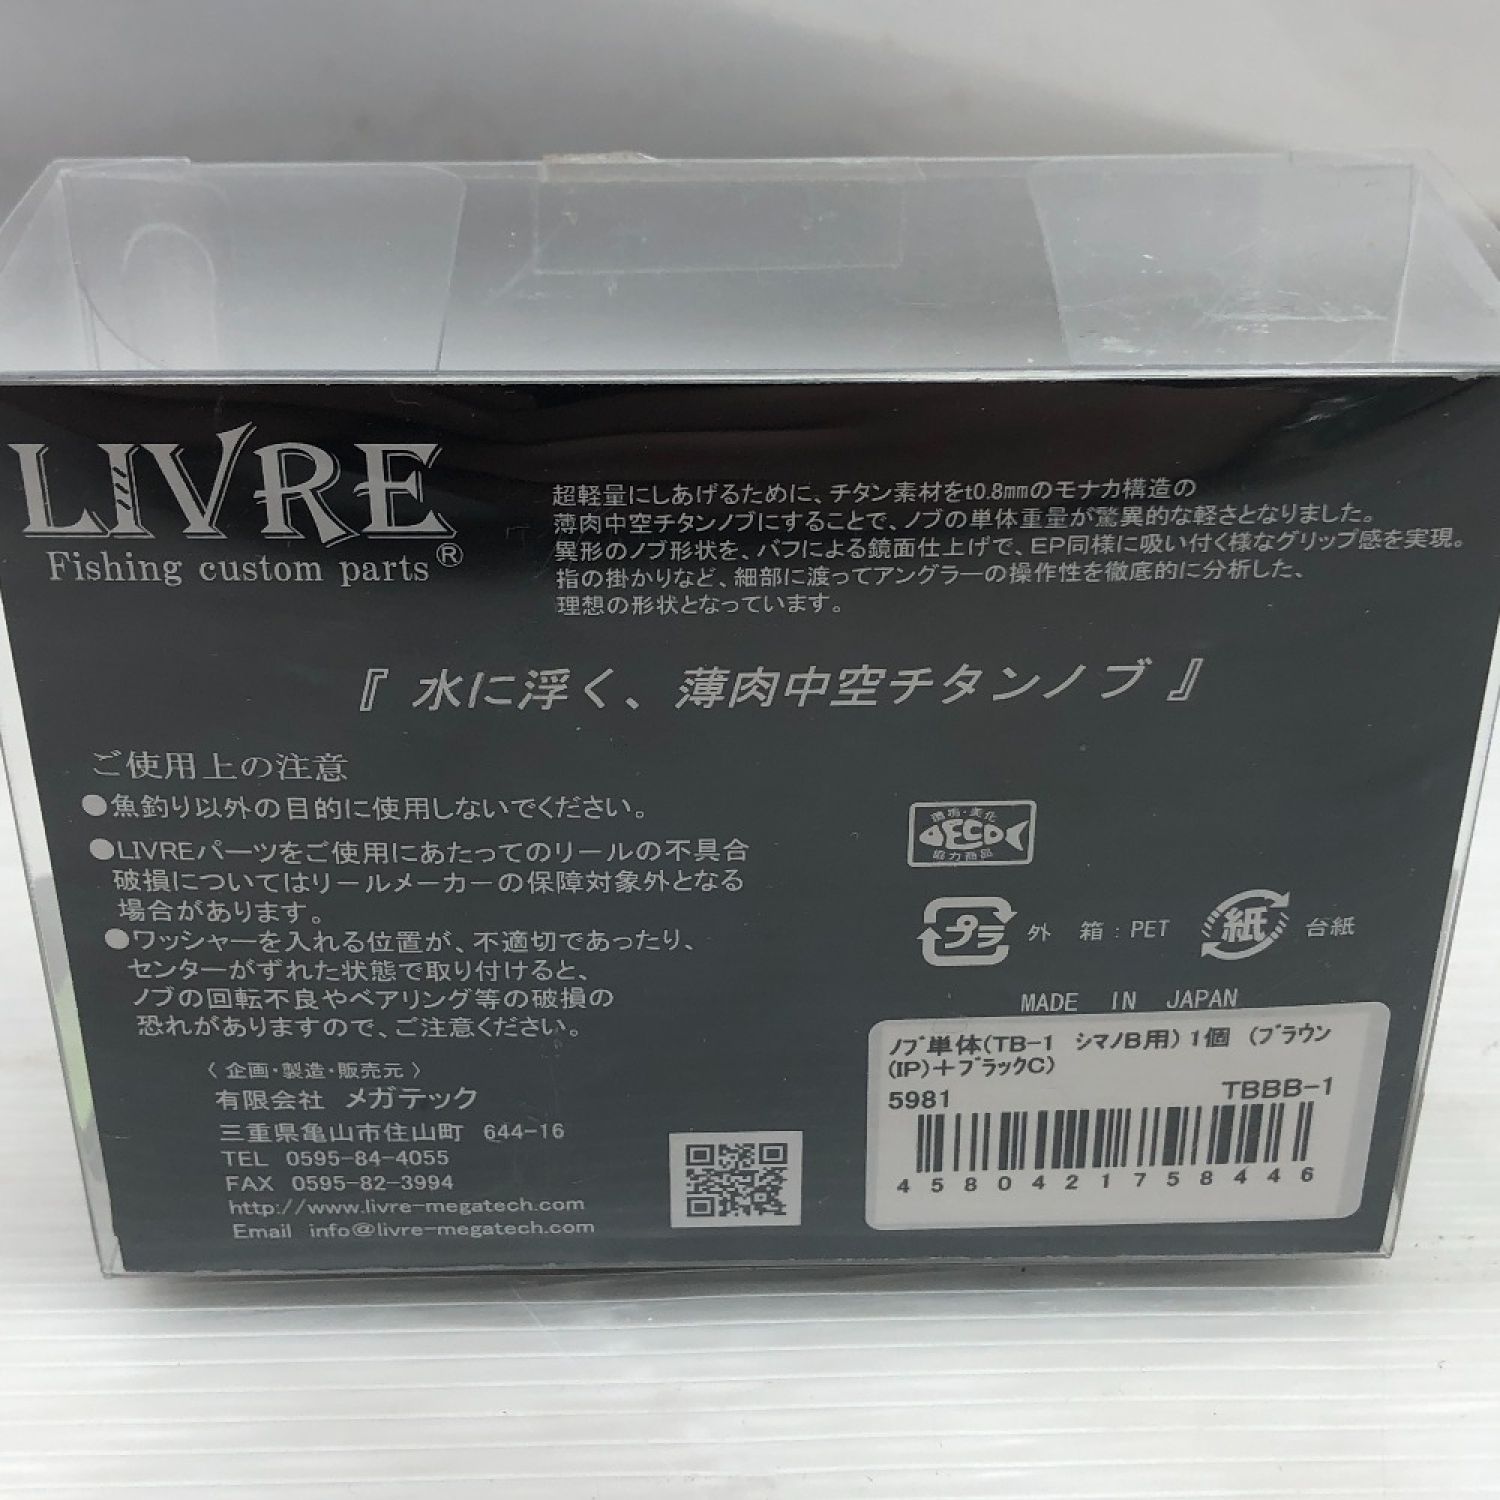 LIVRE
Fishing custom parts®
超軽量にしあげるために、チタン素材をt0.8mmのモナカ構造の
薄肉中空チタンノブにすることで、ノブの単体重量が驚異的な軽さとなりました。
異形のノブ形状を、バフによる鏡面仕上げで、EP同様に吸い付く様なグリップ感を実現。
指の掛かりなど、細部に渡ってアングラーの操作性を徹底的に分析した、
理想の形状となっています。
『 水に浮く、薄肉中空チタンノブ 』
ご使用上の注意
●魚釣り以外の目的に使用しないでください。
●LIVREパーツをご使用にあたってのリールの不具合
破損についてはリールメーカーの保障対象外となる
場合があります。
●ワッシャーを入れる位置が、不適切であったり、
センターがずれた状態で取り付けると、
ノブの回転不良やベアリング等の破損の
恐れがありますので、ご注意ください。
〈 企画・製造・販売元 〉
有限会社 メガテック
三重県亀山市住山町 644-16
TEL 0595-84-4055
FAX 0595-82-3994
http://www.livre-megatech.com
Email info@livre-megatech.com
環境・美化
DECO
協力商品
プラ 外 箱：PET 紙 台紙
MADE IN JAPAN
ノブ単体(TB-1 シマノB用) 1個 (ブラウン
(IP)+ブラックC)
5981 TBBB-1
4580421758446